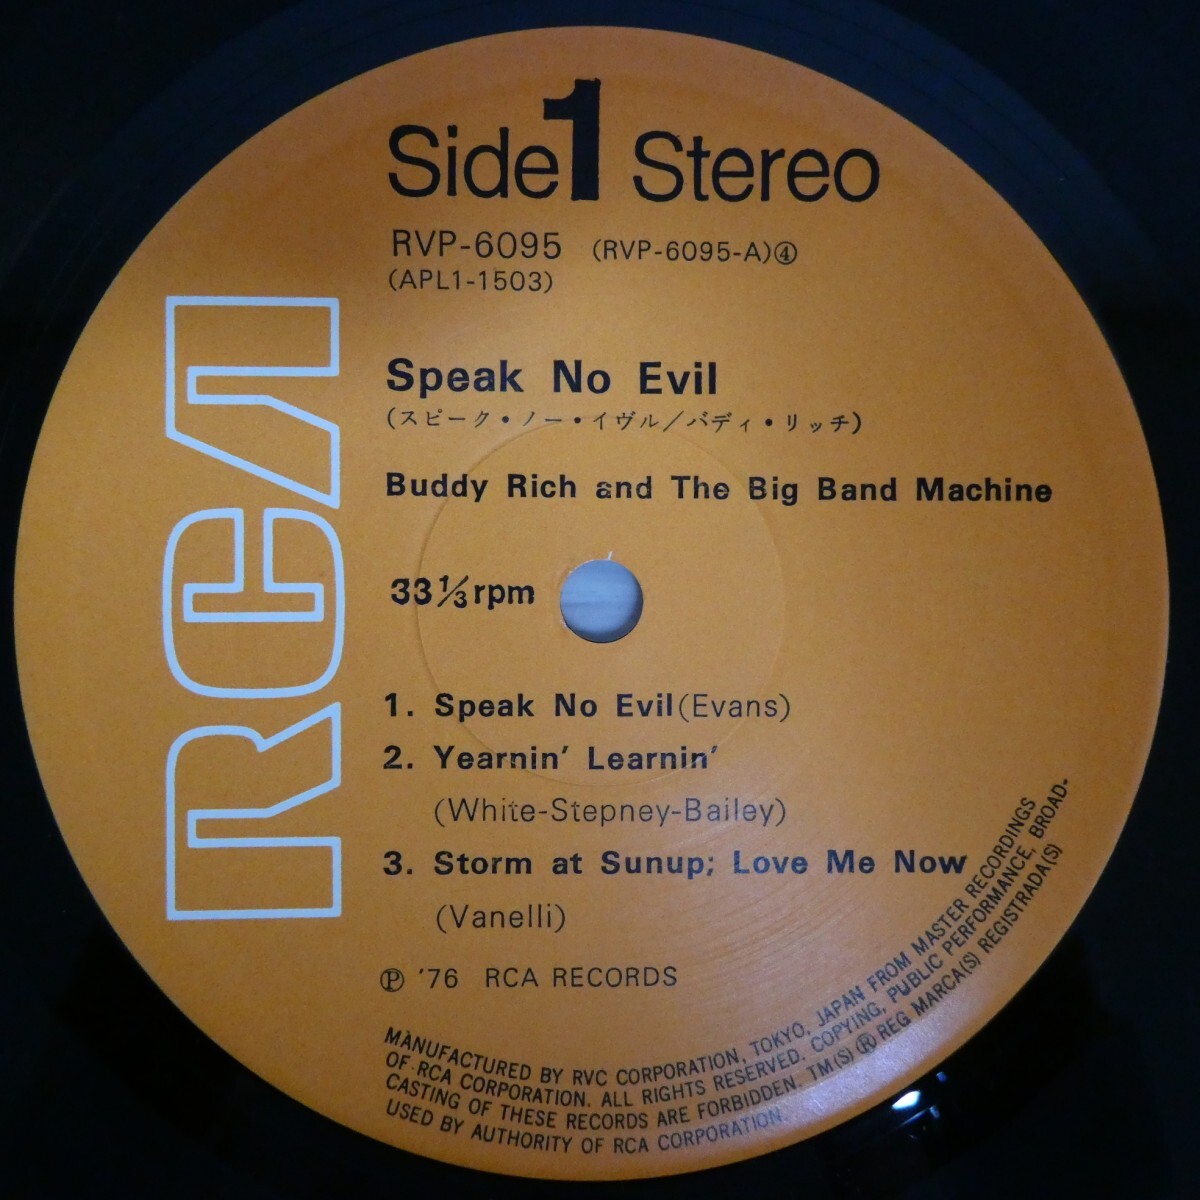 Side 1 Stereo
RVP-6095 (RVP-6095-A)④
(APL1-1503)
RCA
Speak No Evil
(スピーク・ノー・イヴル/バディ・リッチ)
Buddy Rich and The Big Band Machine
33 1/3 rpm
1. Speak No Evil (Evans)
2. Yearnin' Learnin'
(White-Stepney-Bailey)
3. Storm at Sunup; Love Me Now
(Vanelli)
Ⓟ '76 RCA RECORDS
MANUFACTURED BY RVC CORPORATION, TOKYO, JAPAN FROM MASTER RECORDINGS
OF RCA CORPORATION. ALL RIGHTS RESERVED. COPYING, PUBLIC PERFORMANCE, BROAD-
CASTING OF THESE RECORDS ARE FORBIDDEN. TM(S) ® REG MARCA(S) REGISTRADA(S)
USED BY AUTHORITY OF RCA CORPORATION.